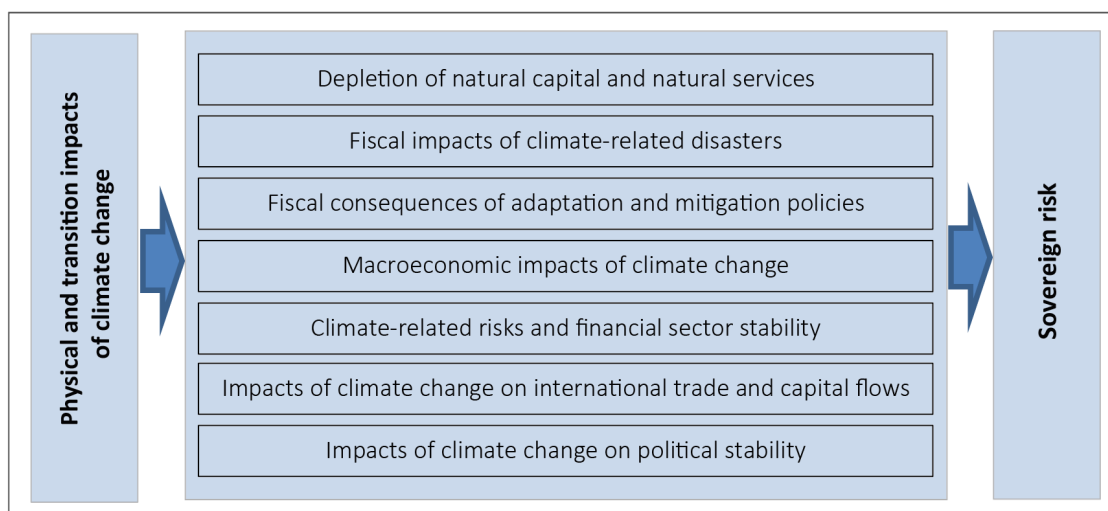 Physical and transition impacts
of climate change
Depletion of natural capital and natural services
Fiscal impacts of climate-related disasters
Fiscal consequences of adaptation and mitigation policies
Macroeconomic impacts of climate change
Climate-related risks and financial sector stability
Impacts of climate change on international trade and capital flows
Impacts of climate change on political stability
Sovereign risk